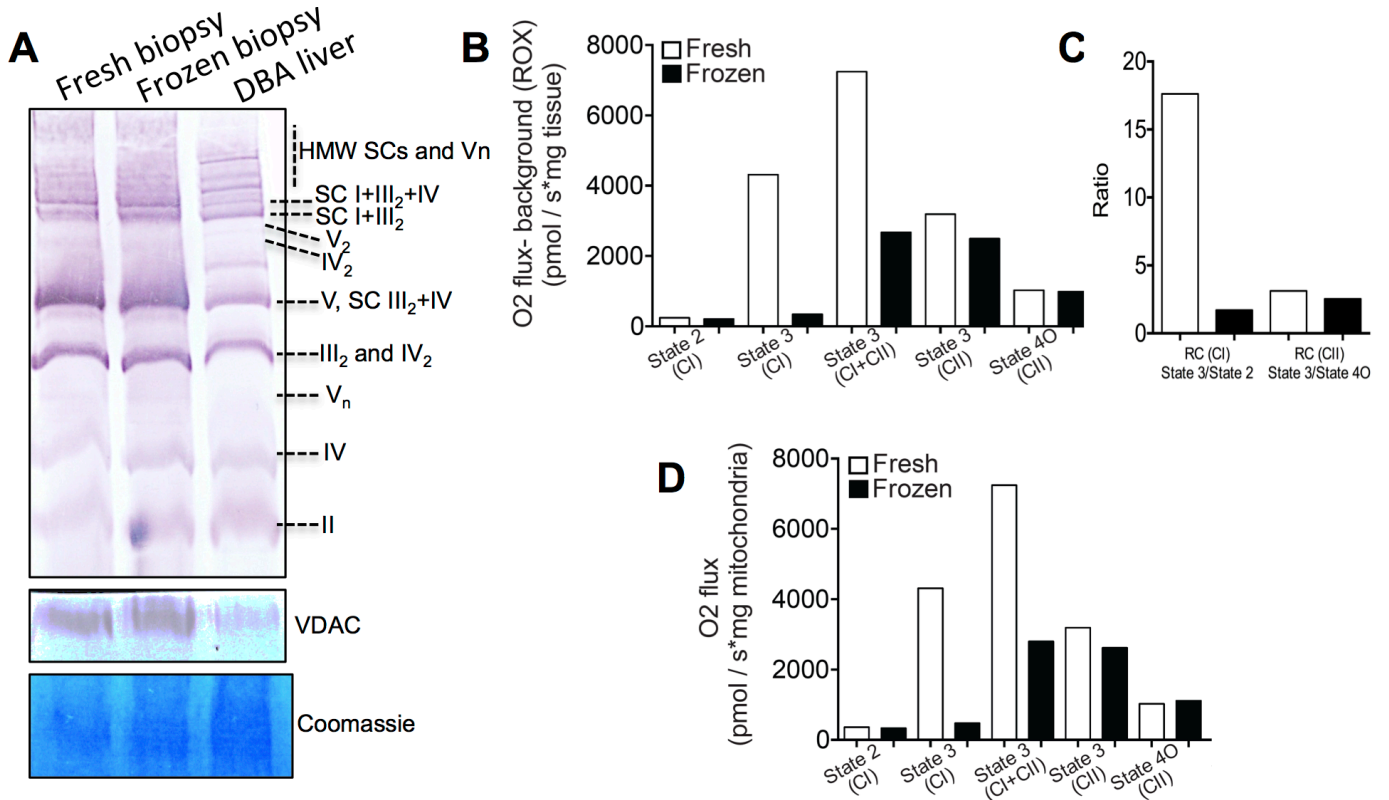 A
Fresh biopsy
Frozen biopsy
DBA liver
HMW SCs and Vn
SC I+III₂+IV
SC I+III₂
V₂
IV₂
V, SC III₂+IV
III₂ and IV₂
Vₙ
IV
II
VDAC
Coomassie
B
O2 flux- background (ROX)
(pmol / s*mg tissue)
8000
6000
4000
2000
0
Fresh
Frozen
State 2
(CI)
State 3
(CI)
State 3
(CI+CII)
State 3
(CII)
State 4O
(CII)
C
Ratio
20
15
10
5
0
RC (CI)
State 3/State 2
RC (CII)
State 3/State 4O
D
O2 flux
(pmol / s*mg mitochondria)
8000
6000
4000
2000
0
Fresh
Frozen
State 2
(CI)
State 3
(CI)
State 3
(CI+CII)
State 3
(CII)
State 4O
(CII)